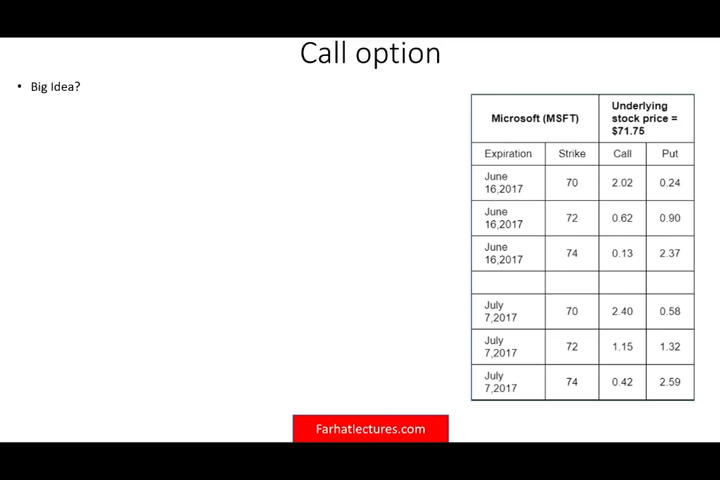 Call option
• Big Idea?
Microsoft (MSFT)
Underlying
stock price =
$71.75
Expiration Strike Call Put
June
16,2017 70 2.02 0.24
June
16,2017 72 0.62 0.90
June
16,2017 74 0.13 2.37
July
7,2017 70 2.40 0.58
July
7,2017 72 1.15 1.32
July
7,2017 74 0.42 2.59
Farhatlectures.com